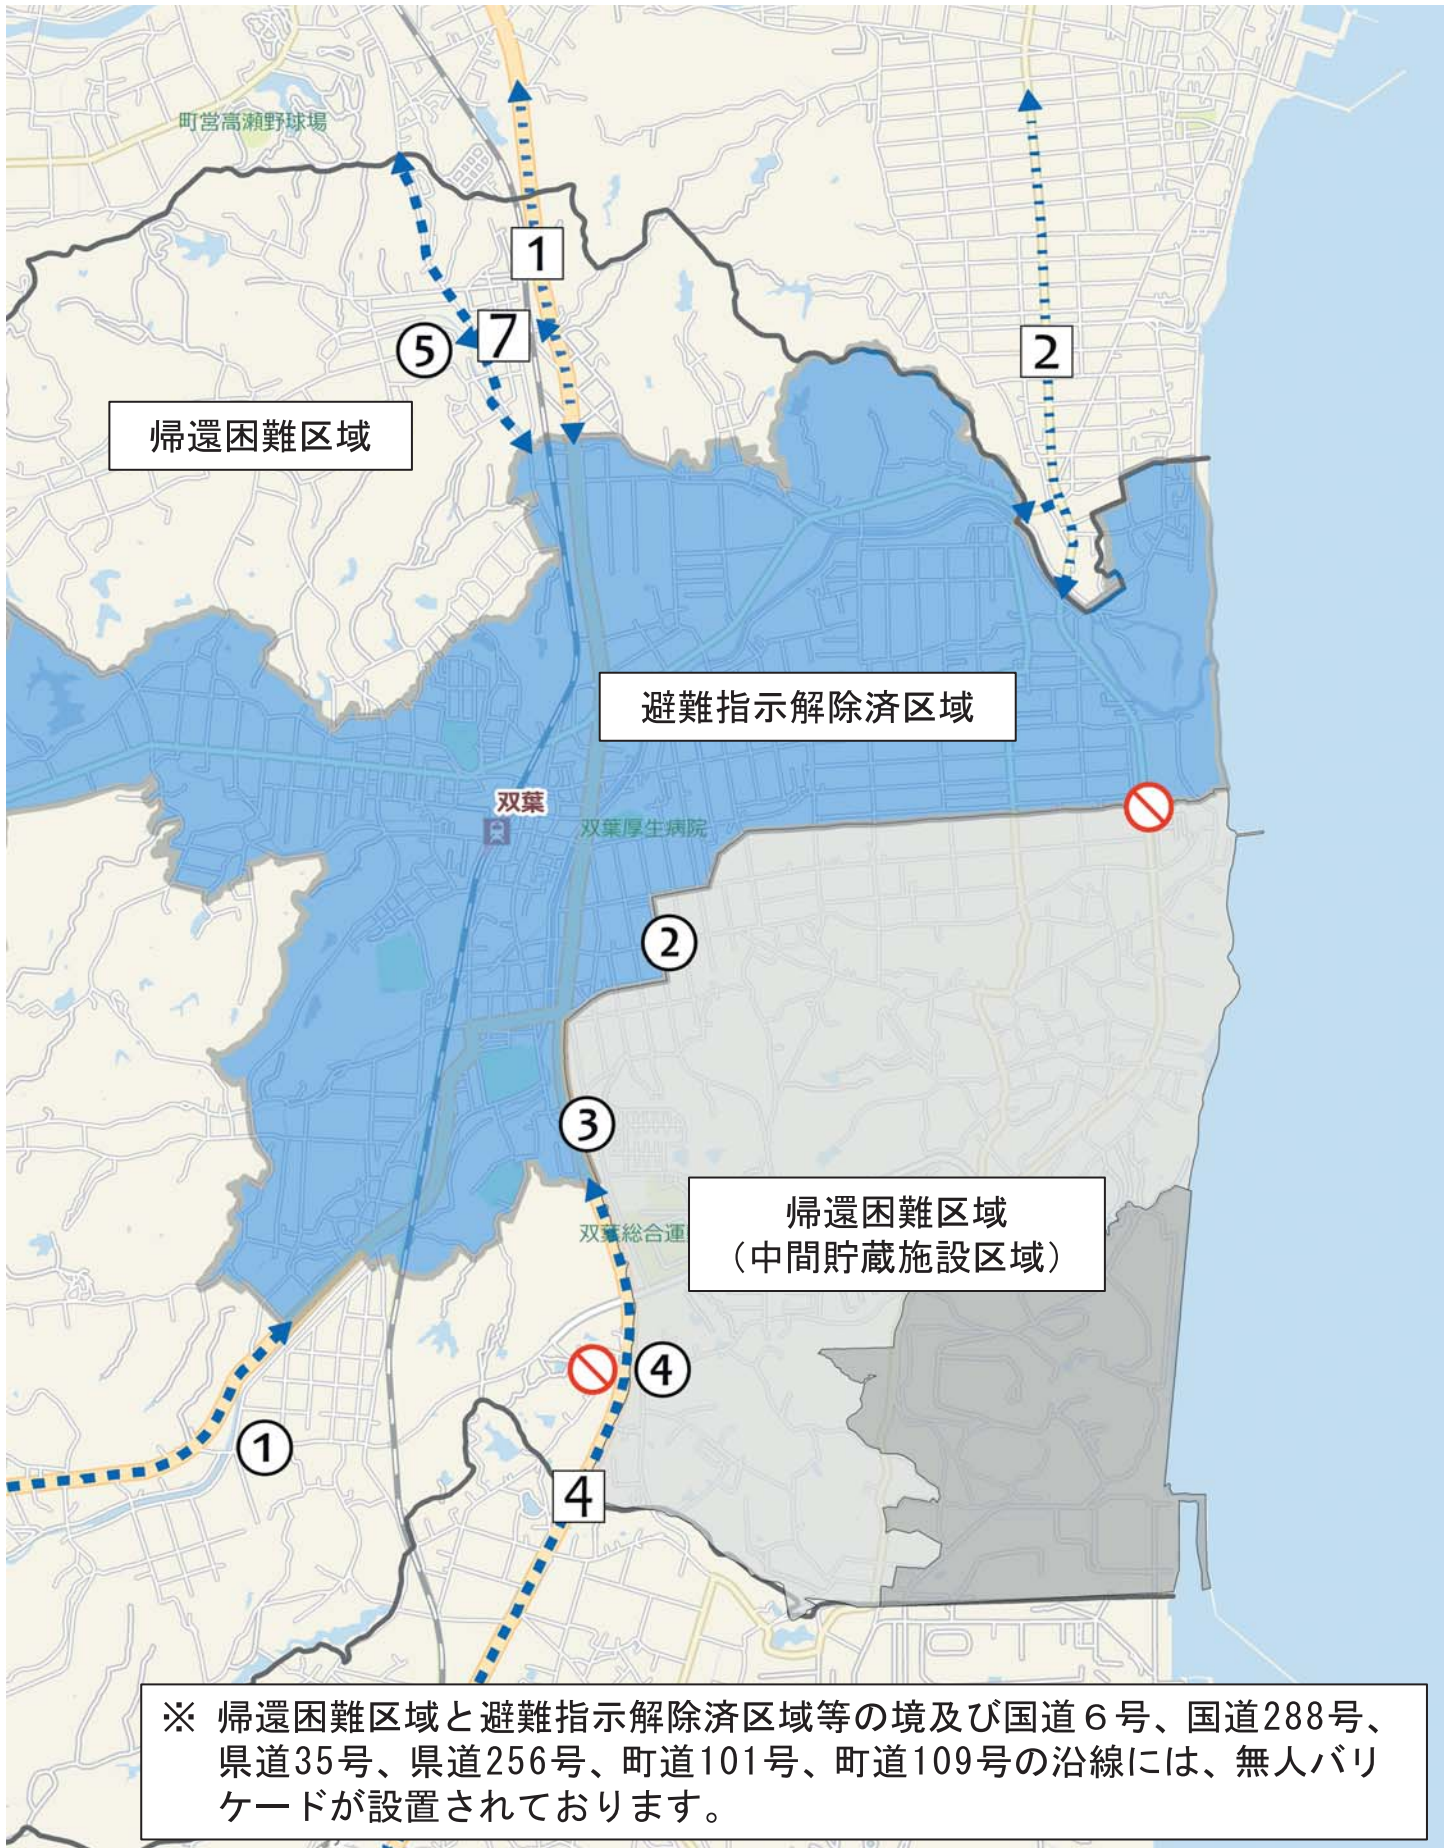 町営高瀬野球場
1
7
⑤
2
帰還困難区域
避難指示解除済区域
双葉
双葉厚生病院
②
③
帰還困難区域
(中間貯蔵施設区域)
双葉総合運
④
①
4
※ 帰還困難区域と避難指示解除済区域等の境及び国道６号、国道288号、
県道35号、県道256号、町道101号、町道109号の沿線には、無人バリ
ケードが設置されております。